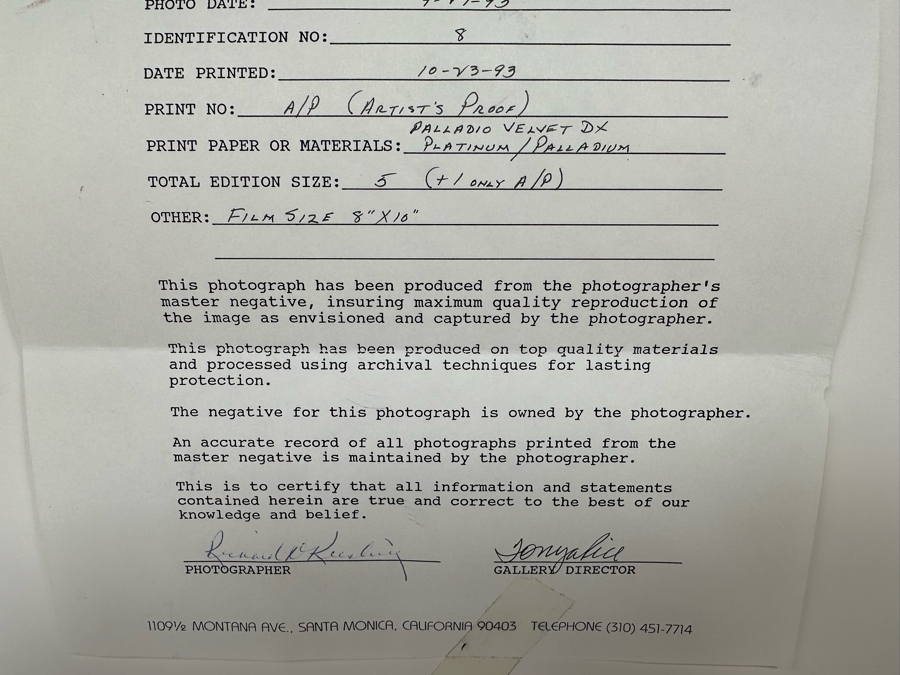 PHOTO DATE:
IDENTIFICATION NO: 8
DATE PRINTED: 10-23-93
PRINT NO: A/P (ARTIST'S PROOF)
PALLADIO VELVET DX
PRINT PAPER OR MATERIALS: PLATINUM/PALLADIUM
TOTAL EDITION SIZE: 5 (+1 ONLY A/P)
OTHER: FILM SIZE 8"X10"
This photograph has been produced from the photographer's
master negative, insuring maximum quality reproduction of
the image as envisioned and captured by the photographer.
This photograph has been produced on top quality materials
and processed using archival techniques for lasting
protection.
The negative for this photograph is owned by the photographer.
An accurate record of all photographs printed from the
master negative is maintained by the photographer.
This is to certify that all information and statements
contained herein are true and correct to the best of our
knowledge and belief.
PHOTOGRAPHER GALLERY DIRECTOR
1109½ MONTANA AVE., SANTA MONICA, CALIFORNIA 90403 TELEPHONE (310) 451-7714